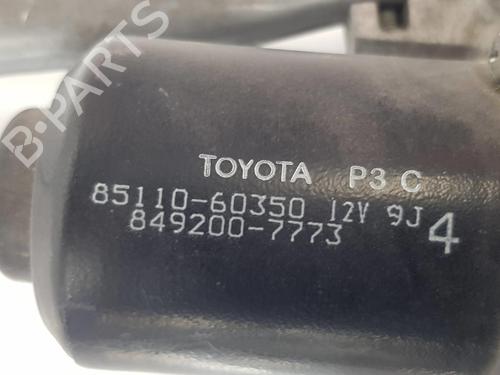 B-PARTS
TOYOTA P3 C
85110-60350 12V 9J 4
849200-7773